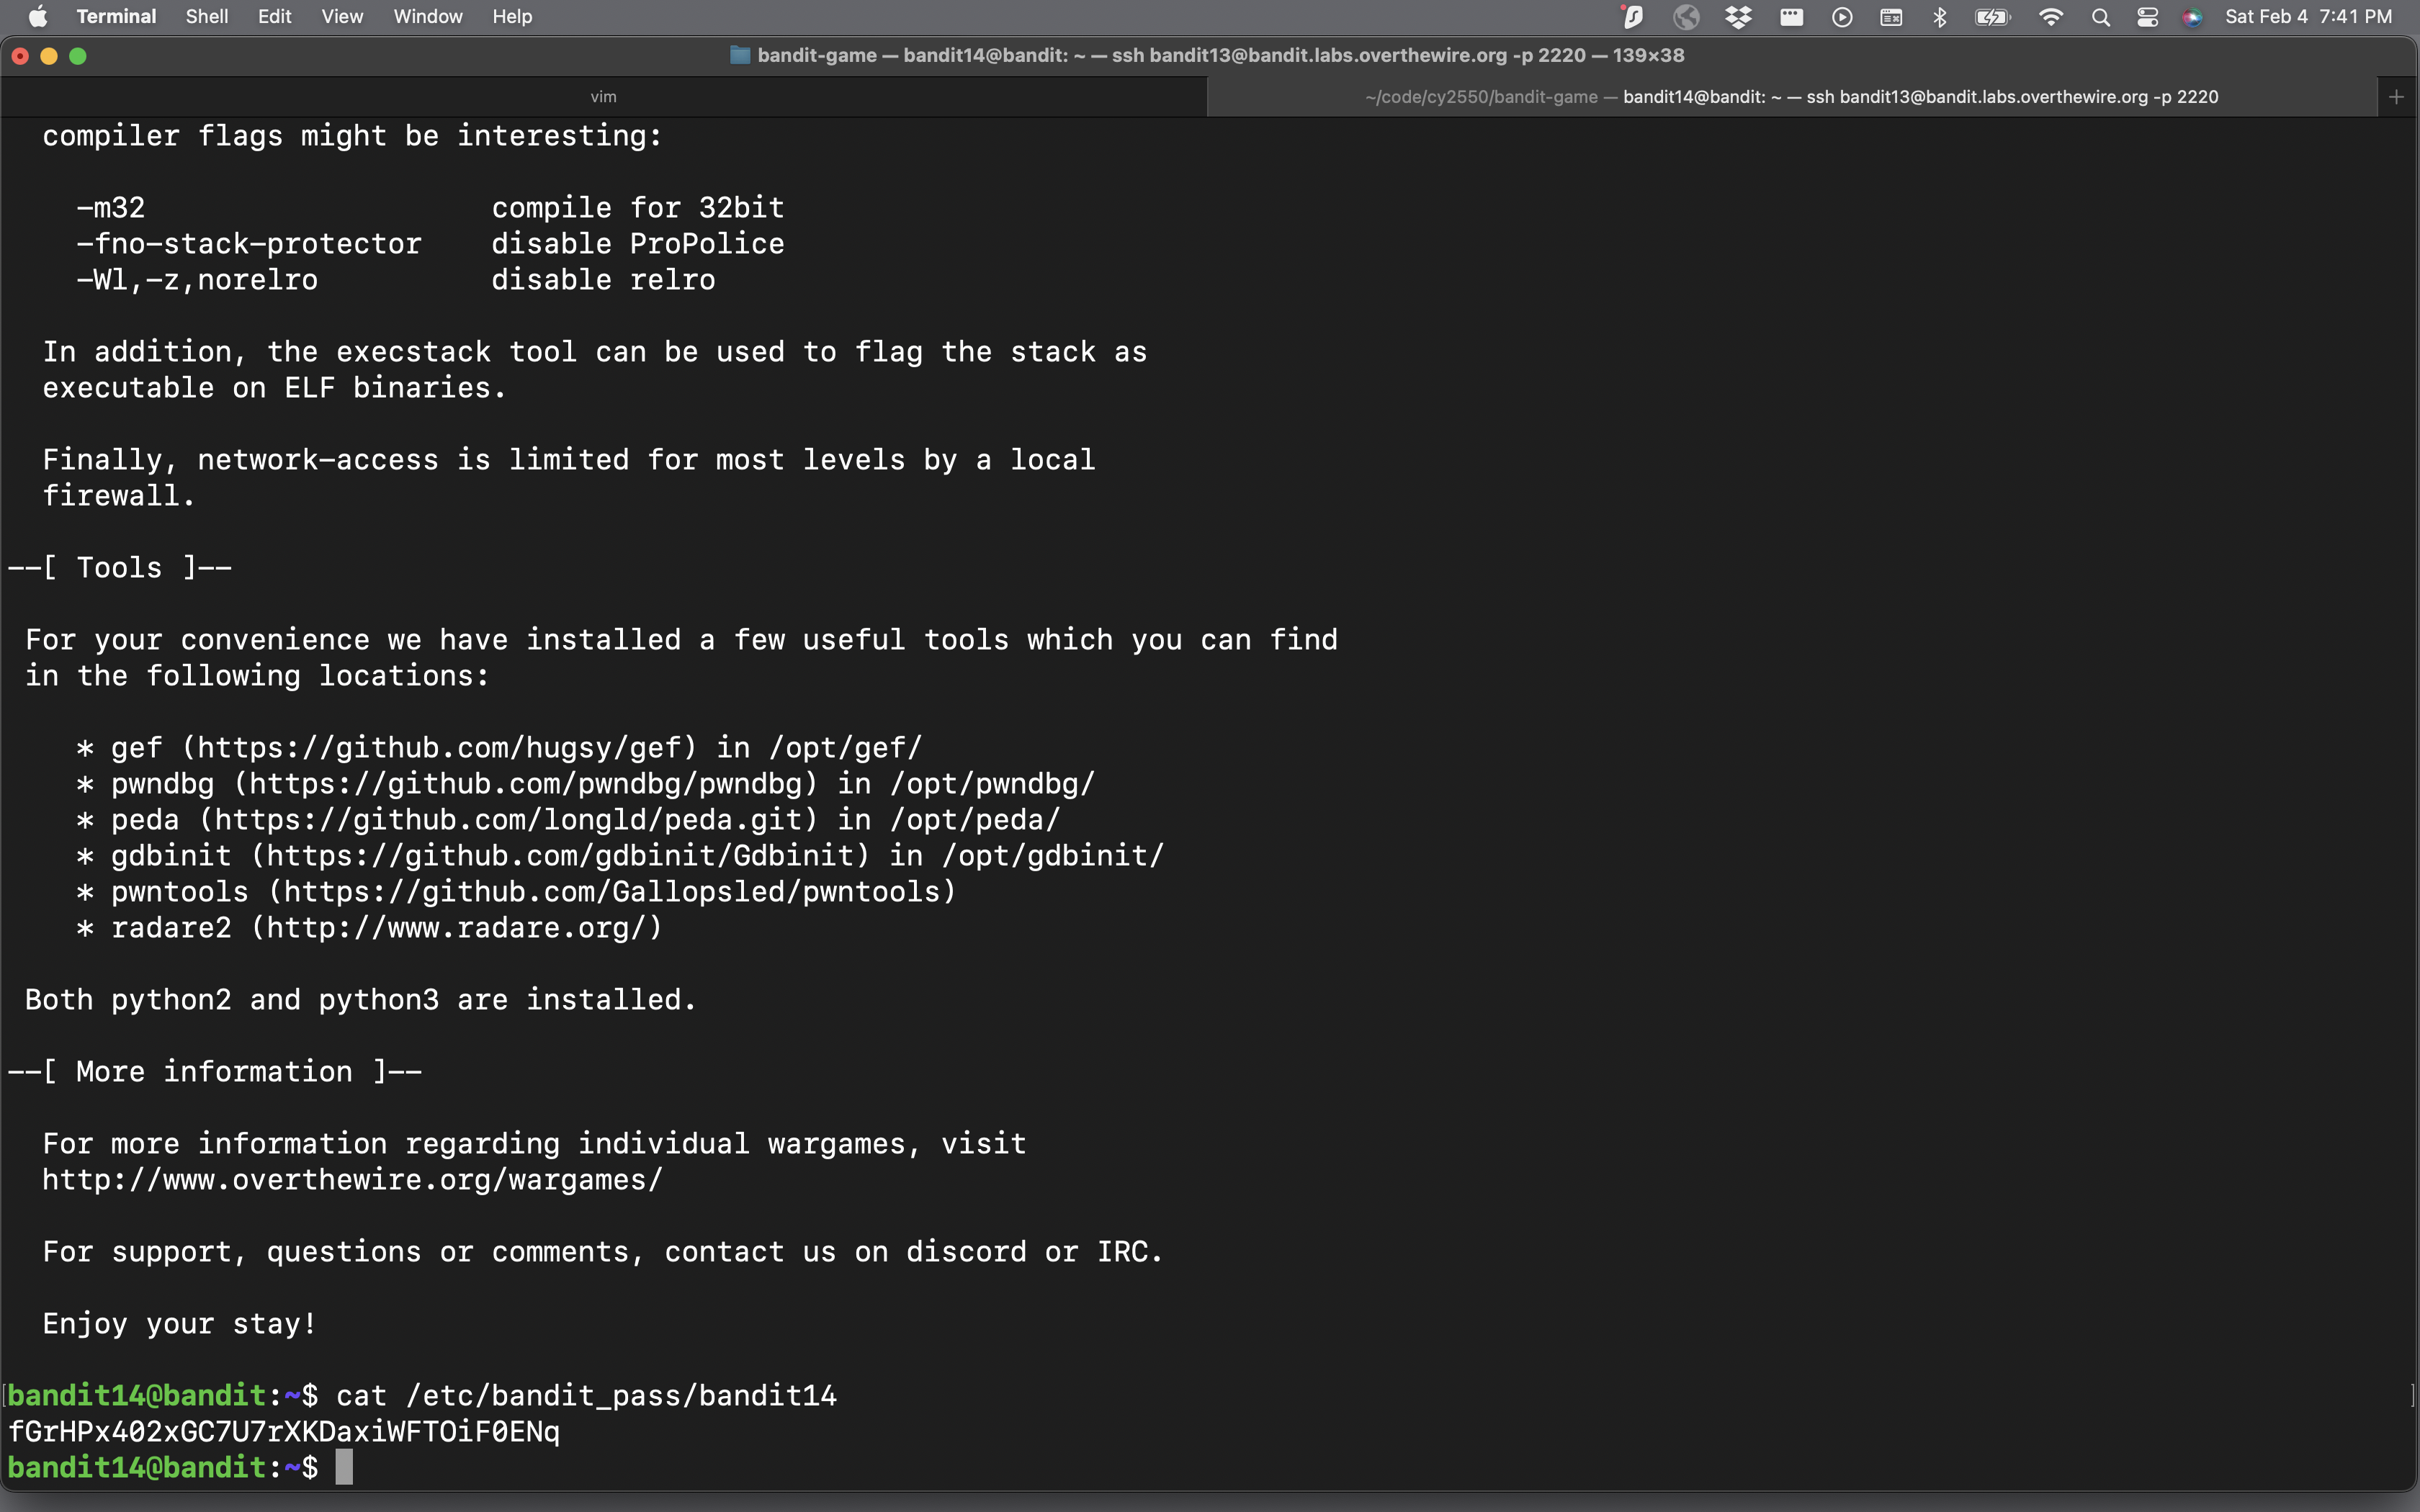 Terminal Shell Edit View Window Help Sat Feb 4 7:41 PM
bandit-game — bandit14@bandit: ~ — ssh bandit13@bandit.labs.overthewire.org -p 2220 — 139×38
vim ~/code/cy2550/bandit-game — bandit14@bandit: ~ — ssh bandit13@bandit.labs.overthewire.org -p 2220 +
compiler flags might be interesting:
-m32 compile for 32bit
-fno-stack-protector disable ProPolice
-Wl,-z,norelro disable relro
In addition, the execstack tool can be used to flag the stack as
executable on ELF binaries.
Finally, network-access is limited for most levels by a local
firewall.
--[ Tools ]--
For your convenience we have installed a few useful tools which you can find
in the following locations:
* gef (https://github.com/hugsy/gef) in /opt/gef/
* pwndbg (https://github.com/pwndbg/pwndbg) in /opt/pwndbg/
* peda (https://github.com/longld/peda.git) in /opt/peda/
* gdbinit (https://github.com/gdbinit/Gdbinit) in /opt/gdbinit/
* pwntools (https://github.com/Gallopsled/pwntools)
* radare2 (http://www.radare.org/)
Both python2 and python3 are installed.
--[ More information ]--
For more information regarding individual wargames, visit
http://www.overthewire.org/wargames/
For support, questions or comments, contact us on discord or IRC.
Enjoy your stay!
[bandit14@bandit:~$ cat /etc/bandit_pass/bandit14 ]
fGrHPx402xGC7U7rXKDaxiWFTOiF0ENq
bandit14@bandit:~$